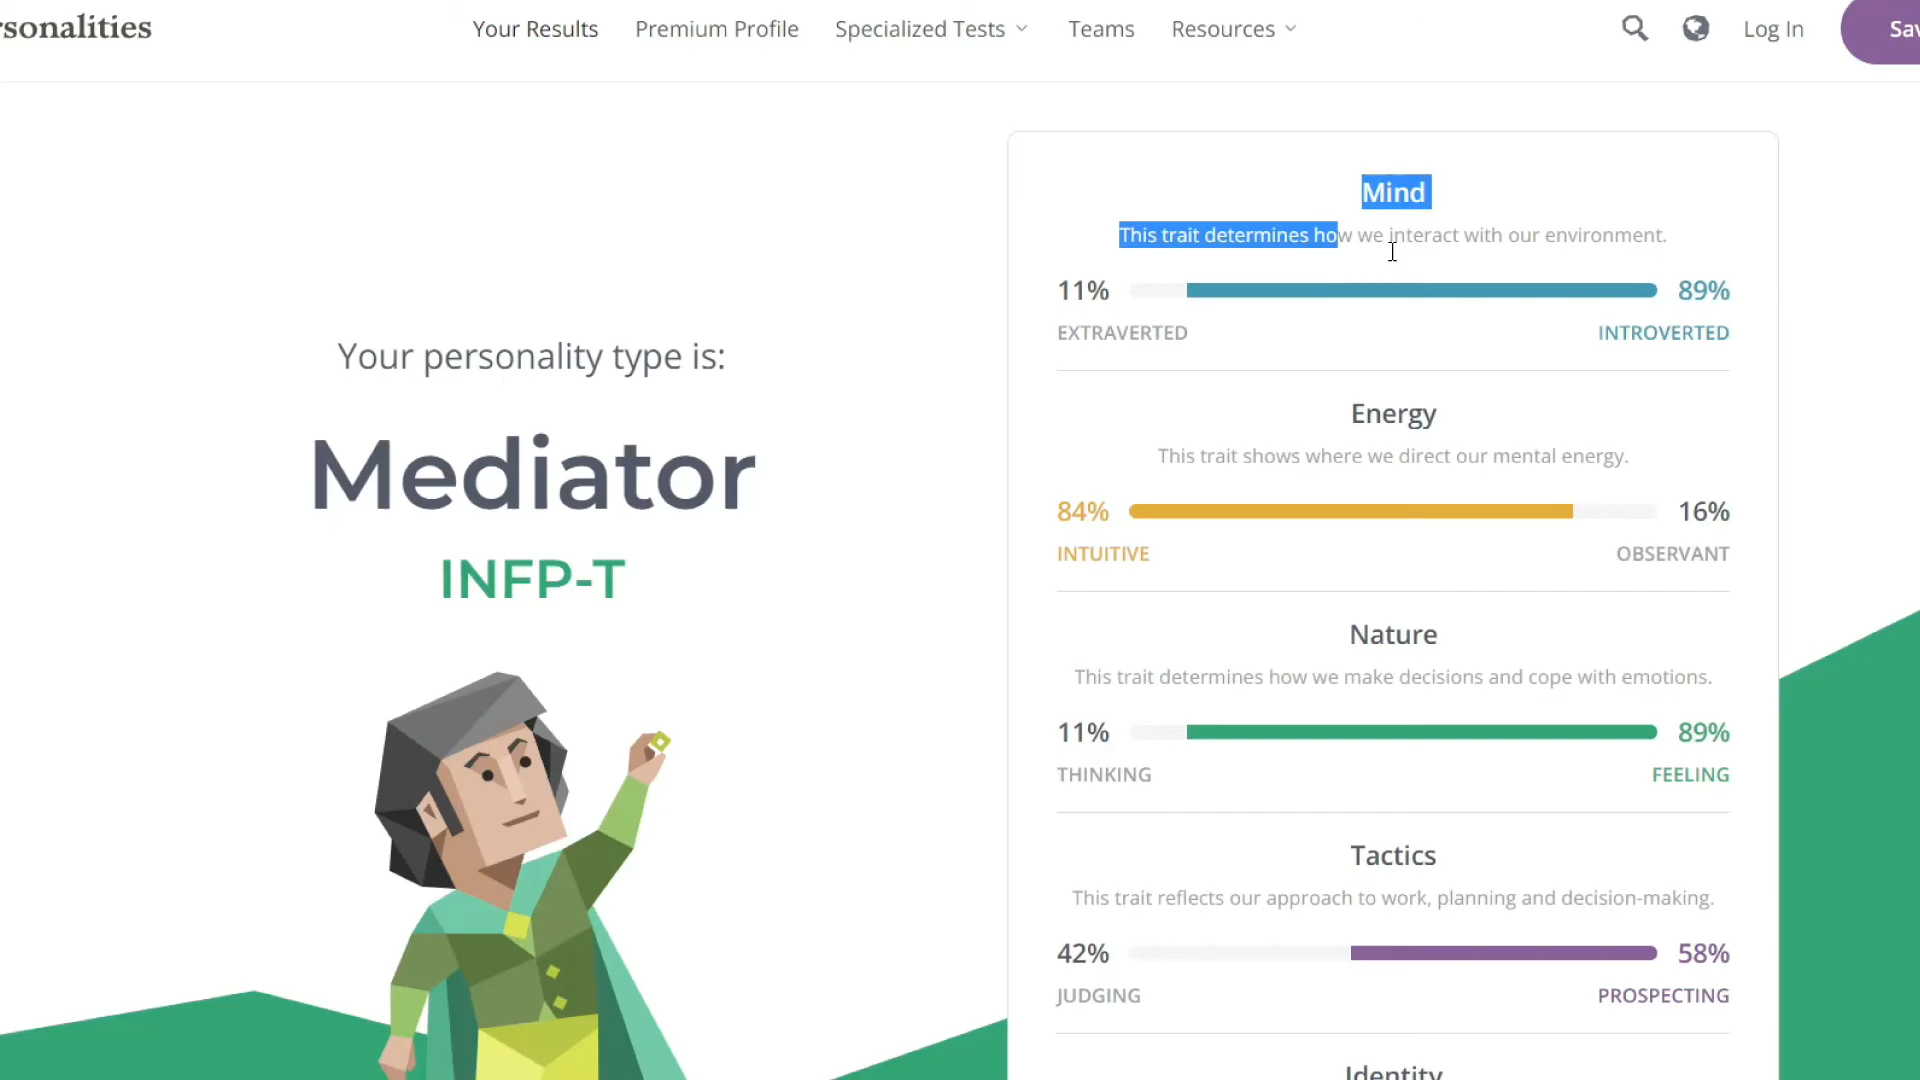 rsonalities
Your Results
Premium Profile
Specialized Tests
Teams
Resources
Log In
Sav
Your personality type is:
Mediator
INFP-T
Mind
This trait determines how we interact with our environment.
11%
89%
EXTRAVERTED
INTROVERTED
Energy
This trait shows where we direct our mental energy.
84%
16%
INTUITIVE
OBSERVANT
Nature
This trait determines how we make decisions and cope with emotions.
11%
89%
THINKING
FEELING
Tactics
This trait reflects our approach to work, planning and decision-making.
42%
58%
JUDGING
PROSPECTING
Identity